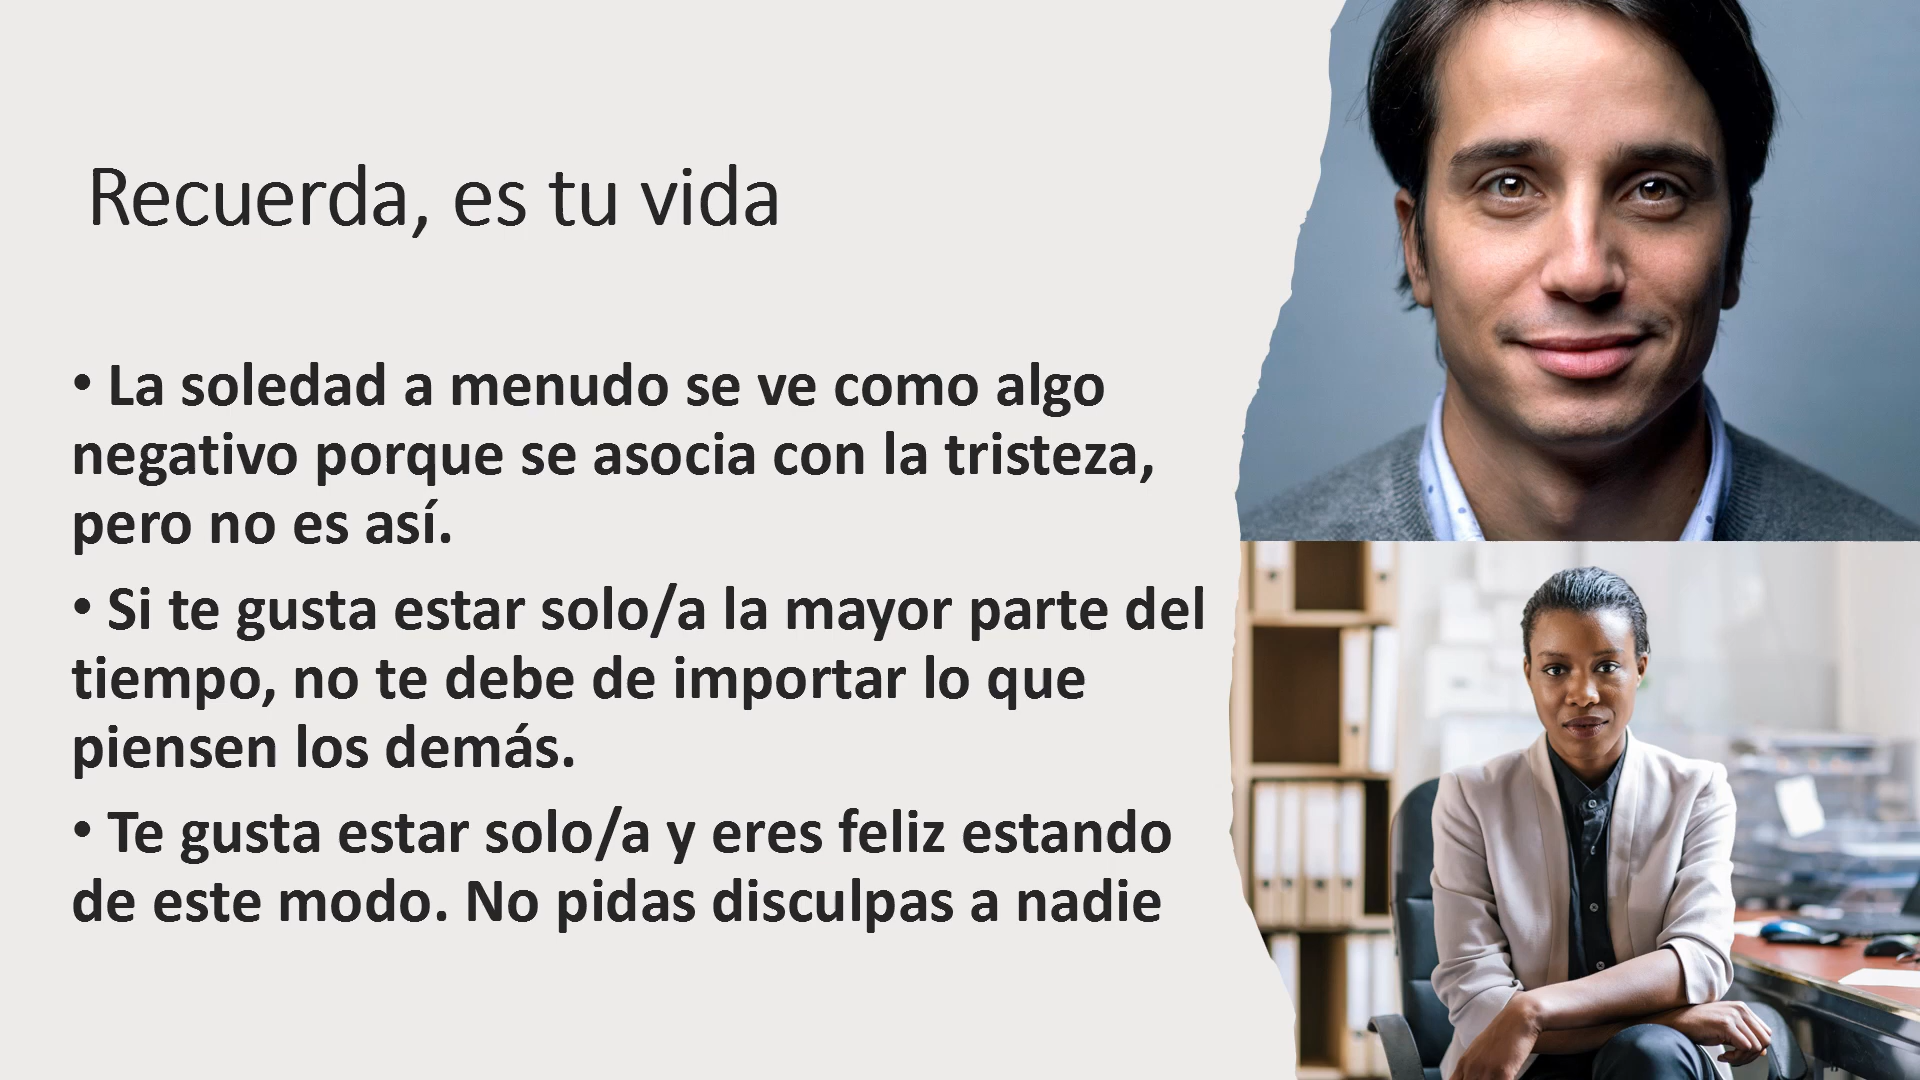 Recuerda, es tu vida
• La soledad a menudo se ve como algo
negativo porque se asocia con la tristeza,
pero no es así.
• Si te gusta estar solo/a la mayor parte del
tiempo, no te debe de importar lo que
piensen los demás.
• Te gusta estar solo/a y eres feliz estando
de este modo. No pidas disculpas a nadie